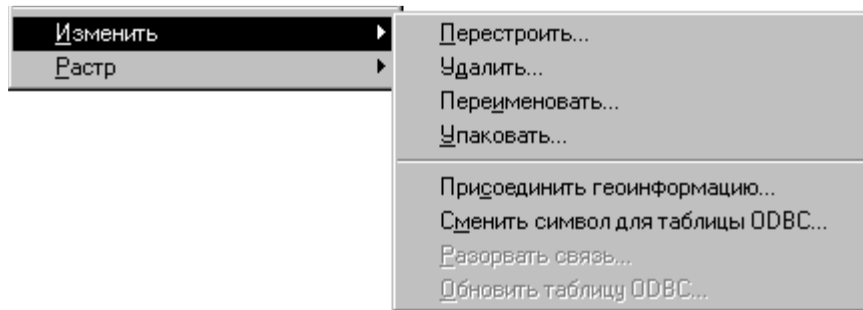 Изменить
Растр
Перестроить...
Удалить...
Переименовать...
Упаковать...
Присоединить геоинформацию...
Сменить символ для таблицы ODBC...
Разорвать связь...
Обновить таблицу ODBC...